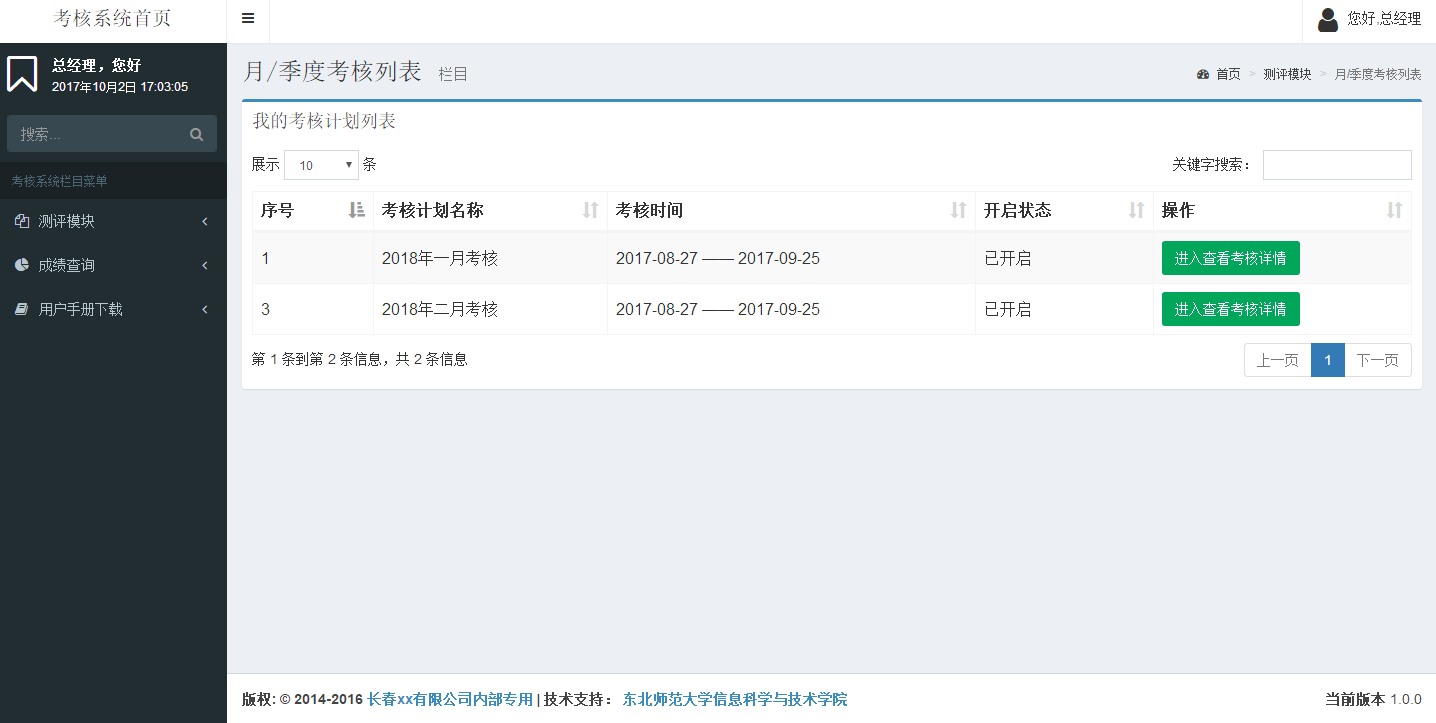 考核系统首页
您好,总经理
总经理，您好
2017年10月2日 17:03:05
搜索...
考核系统栏目菜单
测评模块
成绩查询
用户手册下载
月/季度考核列表 栏目
首页 > 测评模块 > 月/季度考核列表
我的考核计划列表
展示 10 条
关键字搜索：
序号 考核计划名称 考核时间 开启状态 操作
1 2018年一月考核 2017-08-27 —— 2017-09-25 已开启 进入查看考核详情
3 2018年二月考核 2017-08-27 —— 2017-09-25 已开启 进入查看考核详情
第 1 条到第 2 条信息，共 2 条信息
上一页 1 下一页
版权: © 2014-2016 长春xx有限公司内部专用 | 技术支持： 东北师范大学信息科学与技术学院
当前版本 1.0.0